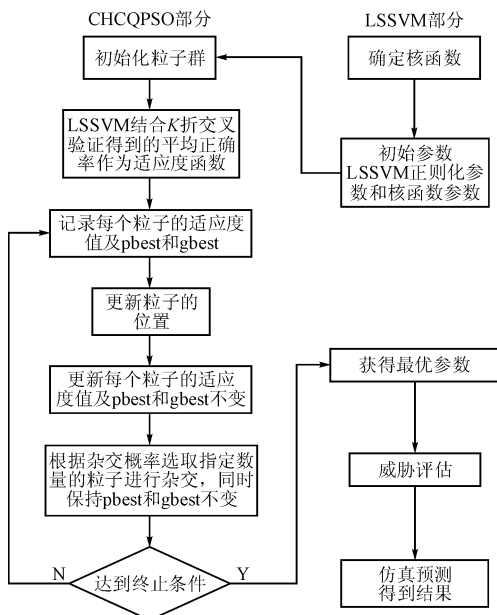 CHCQPSO部分
初始化粒子群
LSSVM结合K折交叉
验证得到的平均正确
率作为适应度函数
记录每个粒子的适应度
值及pbest和gbest
更新粒子的
位置
更新每个粒子的适应
度值及pbest和gbest不变
根据杂交概率选取指定数
量的粒子进行杂交，同时
保持pbest和gbest不变
N
达到终止条件
Y
LSSVM部分
确定核函数
初始参数
LSSVM正则化参
数和核函数参数
获得最优参数
威胁评估
仿真预测
得到结果